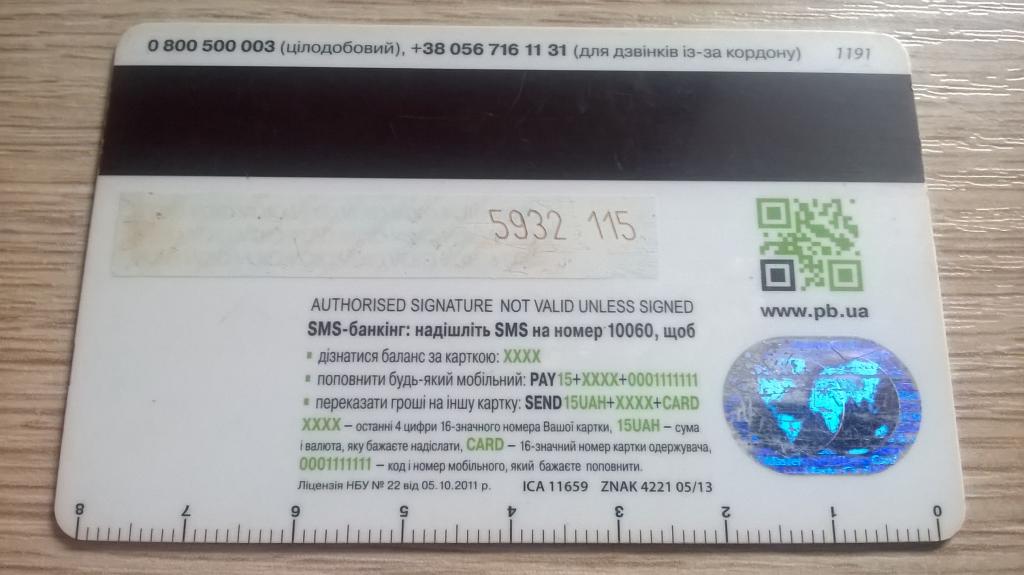 0 800 500 003 (цілодобовий), +38 056 716 11 31 (для дзвінків із-за кордону) 1191
5932 115
www.pb.ua
AUTHORISED SIGNATURE NOT VALID UNLESS SIGNED
SMS-банкінг: надішліть SMS на номер 10060, щоб
▪ дізнатися баланс за карткою: XXXX
▪ поповнити будь-який мобільний: PAY15+XXXX+0001111111
▪ переказати гроші на іншу картку: SEND15UAH+XXXX+CARD
XXXX – останні 4 цифри 16-значного номера Вашої картки, 15UAH – сума
і валюта, яку бажаєте надіслати, CARD – 16-значний номер картки одержувача,
0001111111 – код і номер мобільного, який бажаєте поповнити.
Ліцензія НБУ № 22 від 05.10.2011 р. ICA 11659 ZNAK 4221 05/13
8 7 6 5 4 3 2 1 0